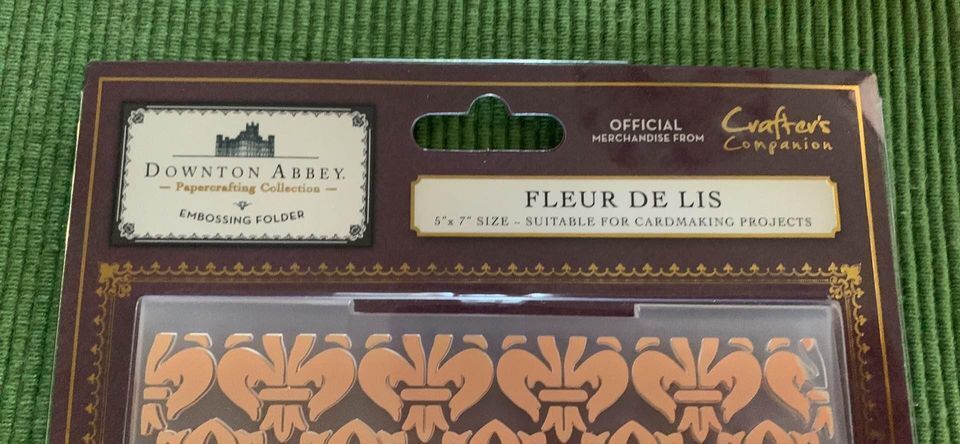 DOWNTON ABBEY
Papercrafting Collection
EMBOSSING FOLDER
OFFICIAL
MERCHANDISE FROM
Crafter's
Companion
FLEUR DE LIS
5"x 7" SIZE – SUITABLE FOR CARDMAKING PROJECTS